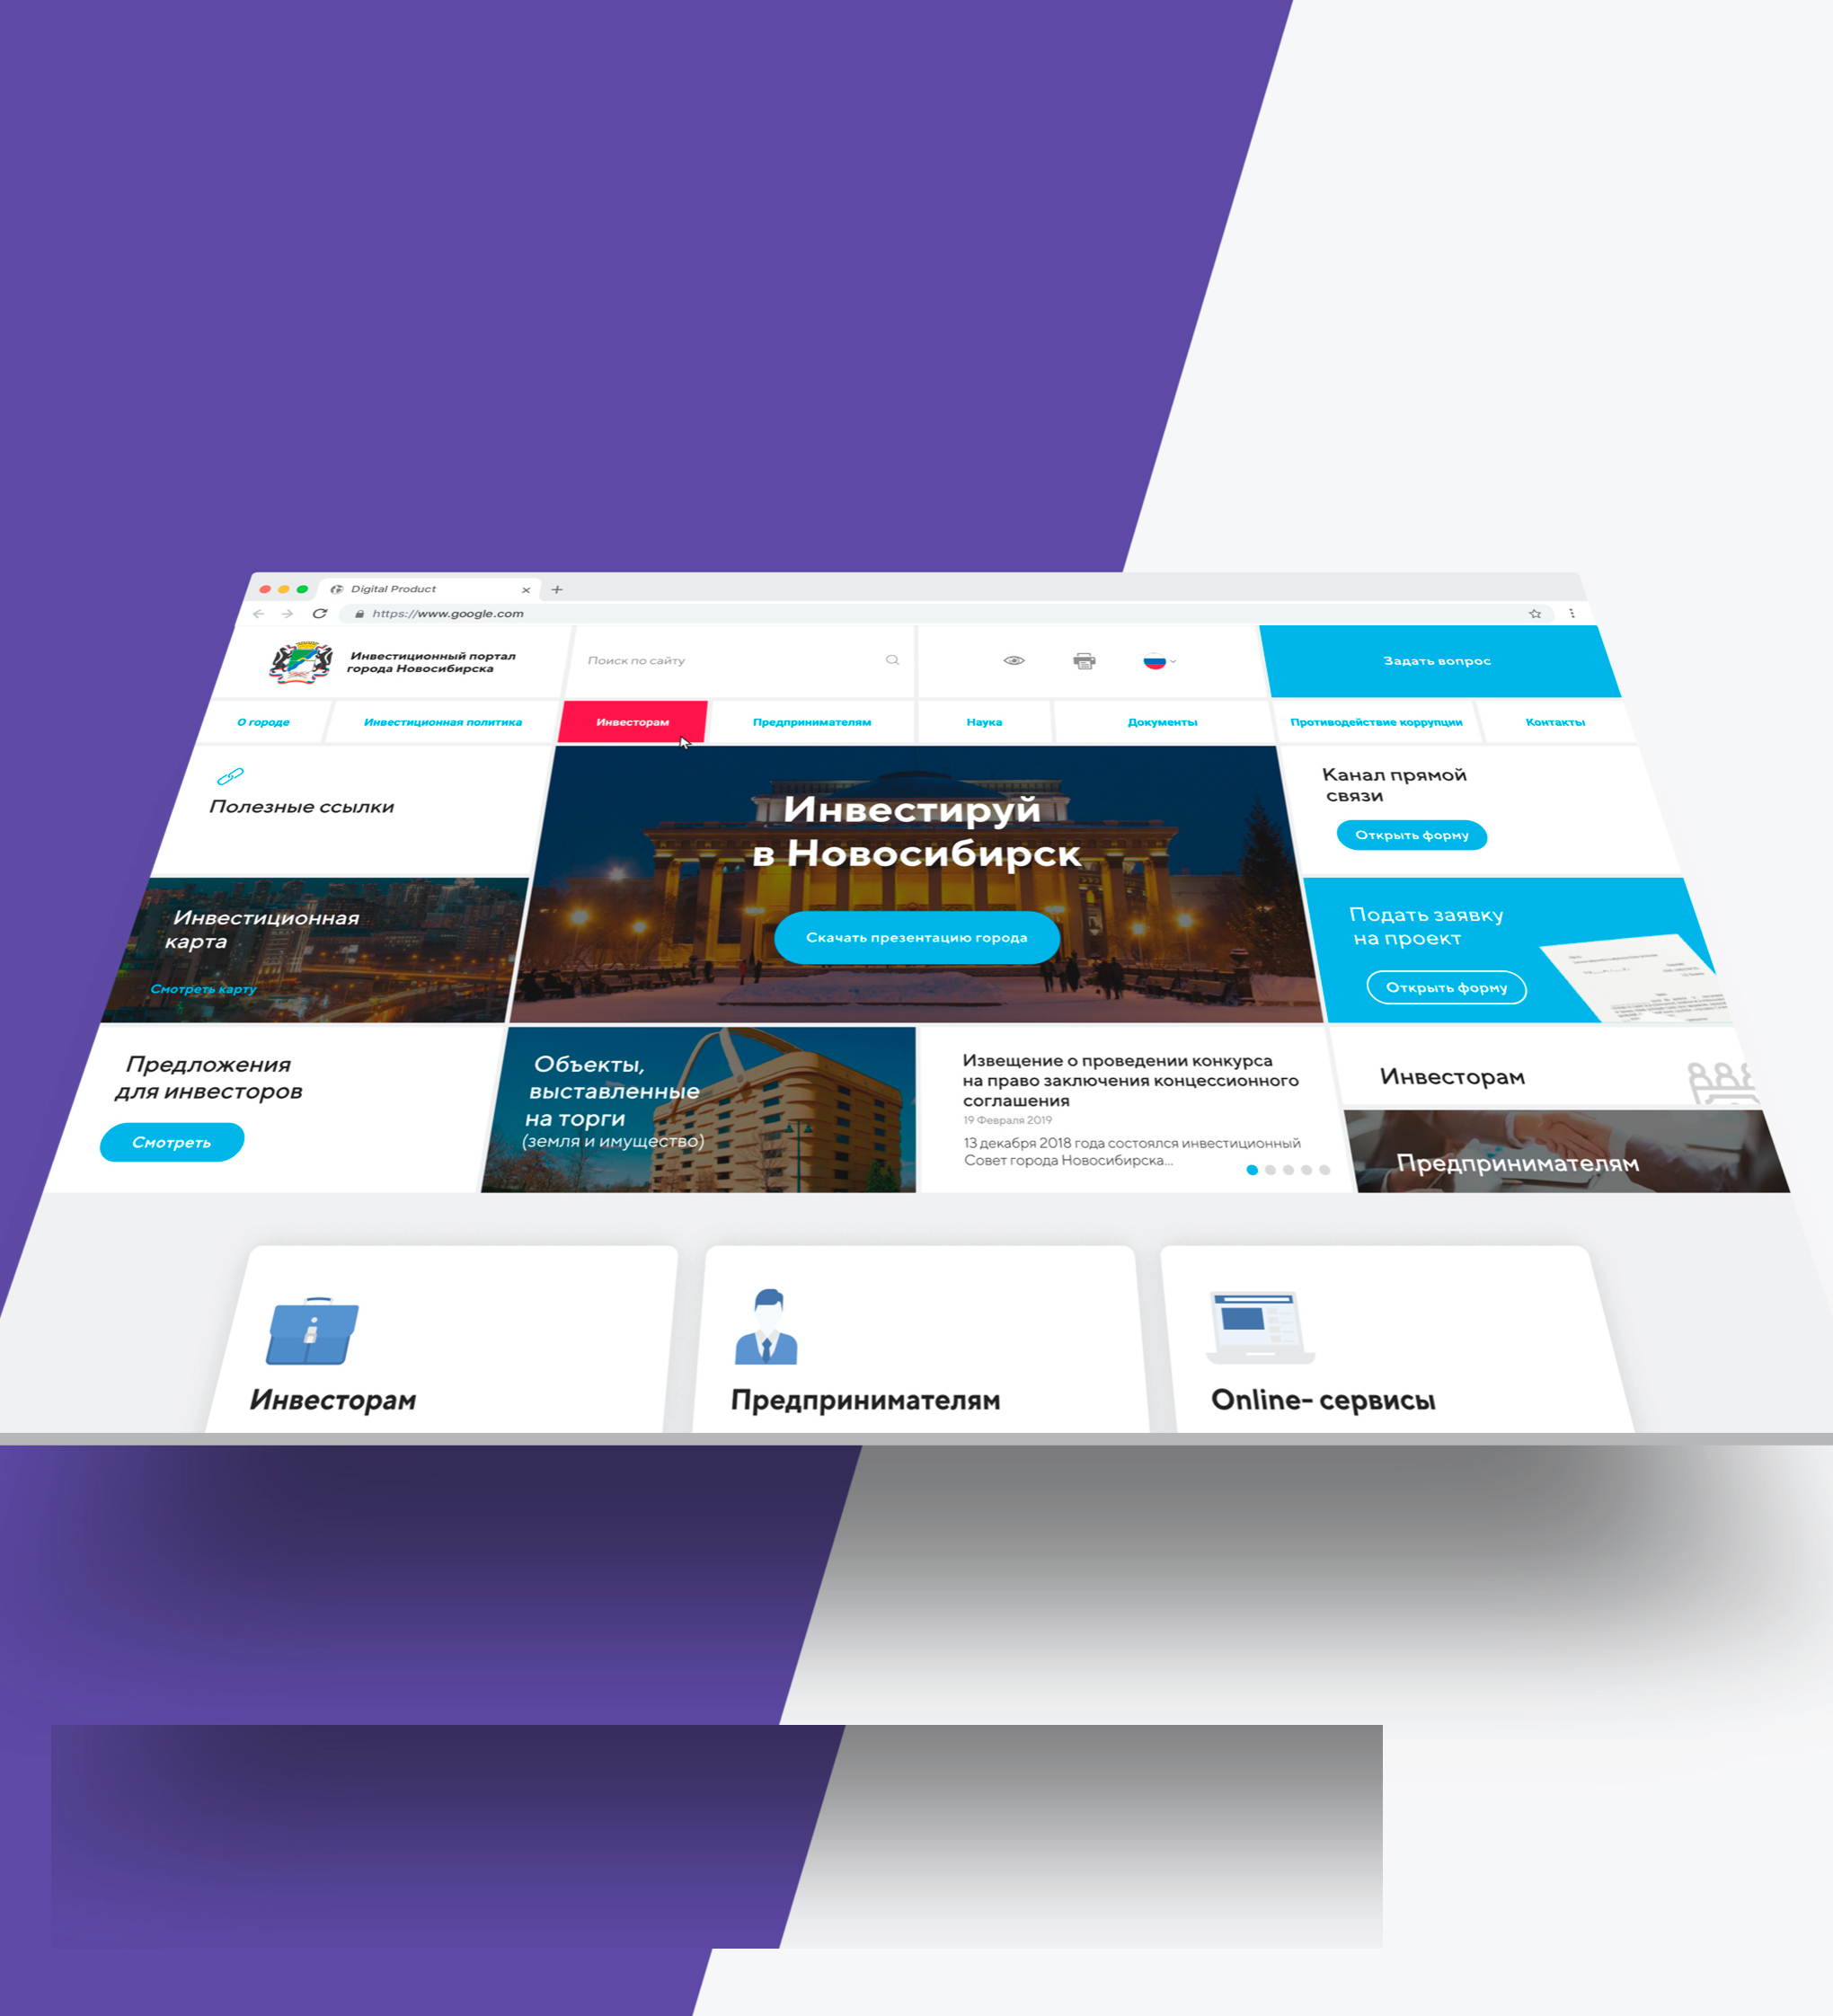 Digital Product
https://www.google.com
Инвестиционный портал
города Новосибирска
Поиск по сайту
Задать вопрос
О городе
Инвестиционная политика
Инвесторам
Предпринимателям
Наука
Документы
Противодействие коррупции
Контакты
Полезные ссылки
Инвестируй
в Новосибирск
Скачать презентацию города
Канал прямой
связи
Открыть форму
Инвестиционная
карта
Смотреть карту
Подать заявку
на проект
Открыть форму
Предложения
для инвесторов
Смотреть
Объекты,
выставленные
на торги
(земля и имущество)
Извещение о проведении конкурса
на право заключения концессионного
соглашения
19 Февраля 2019
13 декабря 2018 года состоялся инвестиционный
Совет города Новосибирска...
Инвесторам
Предпринимателям
Инвесторам
Предпринимателям
Online- сервисы